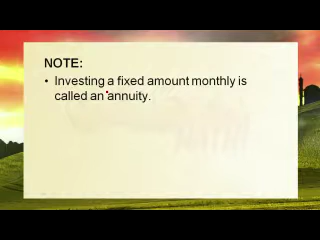 NOTE:
• Investing a fixed amount monthly is
called an annuity.